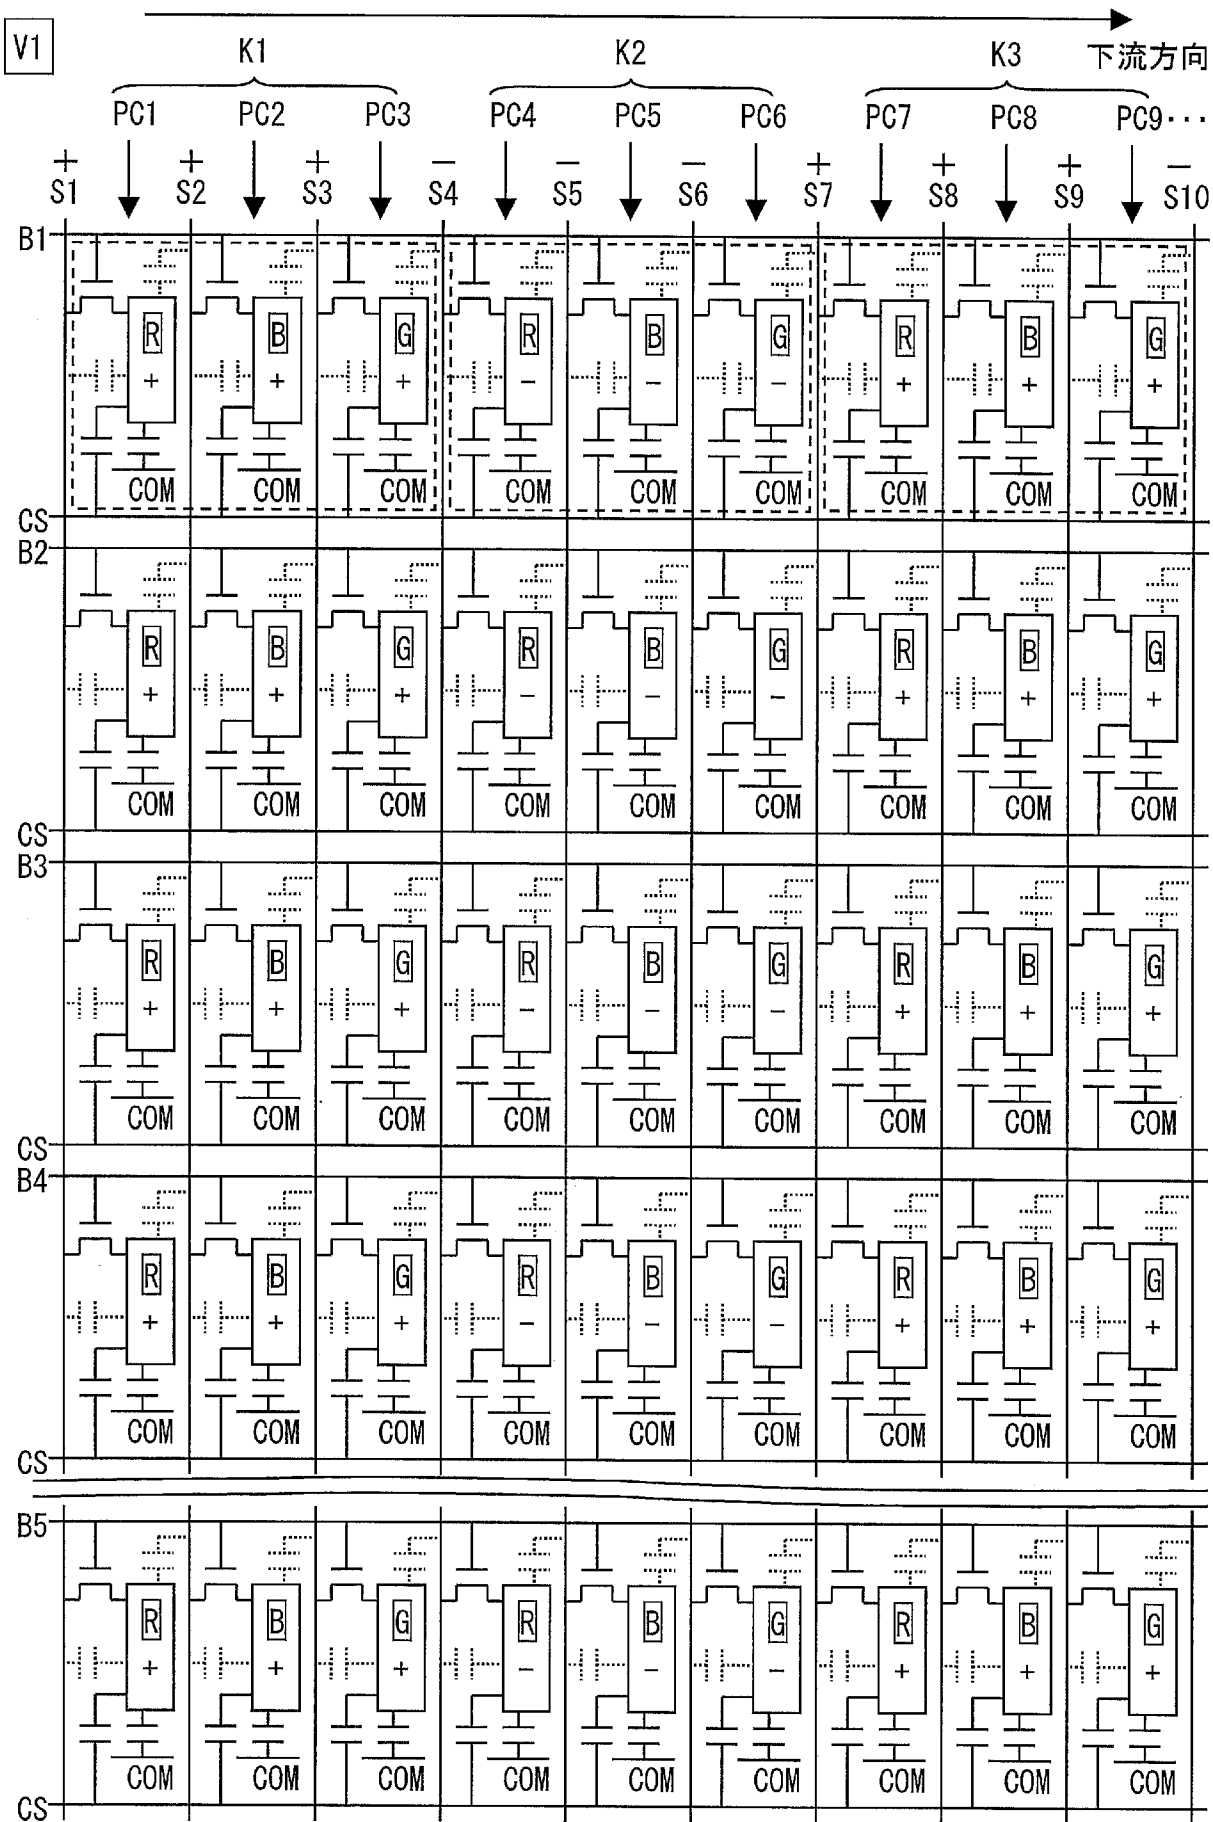 V1
K1 K2 K3 下流方向
PC1 PC2 PC3 PC4 PC5 PC6 PC7 PC8 PC9···
+ + + − − − + + + −
S1 S2 S3 S4 S5 S6 S7 S8 S9 S10
B1
R B G R B G R B G
+ + + − − − + + +
COM COM COM COM COM COM COM COM COM
CS
B2
R B G R B G R B G
+ + + − − − + + +
COM COM COM COM COM COM COM COM COM
CS
B3
R B G R B G R B G
+ + + − − − + + +
COM COM COM COM COM COM COM COM COM
CS
B4
R B G R B G R B G
+ + + − − − + + +
COM COM COM COM COM COM COM COM COM
CS
B5
R B G R B G R B G
+ + + − − − + + +
COM COM COM COM COM COM COM COM COM
CS